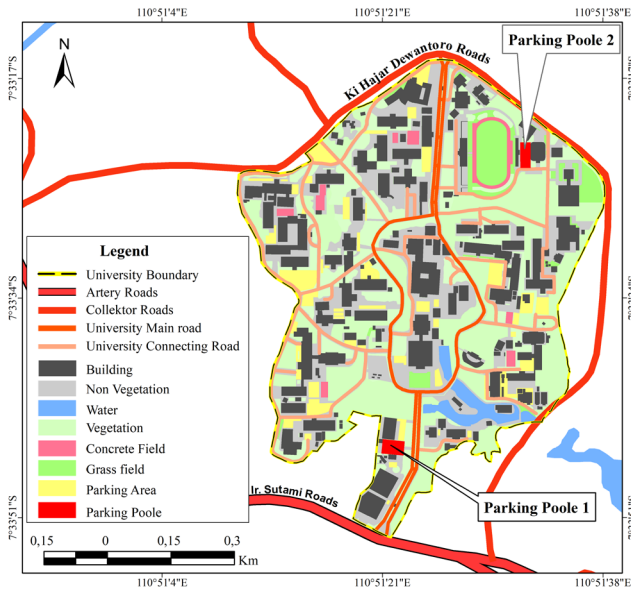 110°51'4"
110°51'21"
110°51'38"
N
Parking Poole 2
Ki Hajar Dewantoro Roads
7°33'17"S
7°33'34"S
7°33'51"S
Legend
University Boundary
Artery Roads
Collektor Roads
University Main road
University Connecting Road
Building
Non Vegetation
Water
Vegetation
Concrete Field
Grass field
Parking Area
Parking Poole
Ir. Sutami Roads
Parking Poole 1
0,15 0 0,15 0,3
Km
110°51'4"E
110°51'21"E
110°51'38"E